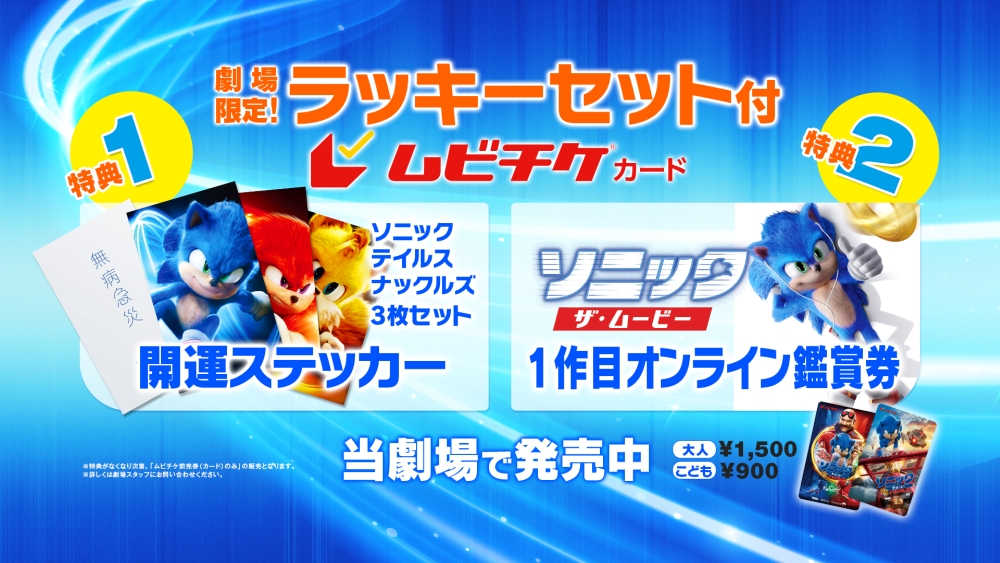 劇場
限定!
ラッキーセット付
ムビチケ®カード
特典1
特典2
無病急災
ソニック
テイルス
ナックルズ
3枚セット
開運ステッカー
ソニック
ザ・ムービー
1作目オンライン鑑賞券
当劇場で発売中
大人 ¥1,500
こども ¥900
※特典がなくなり次第、「ムビチケ前売券(カード)のみ」の販売となります。
※詳しくは劇場スタッフにお問い合わせください。